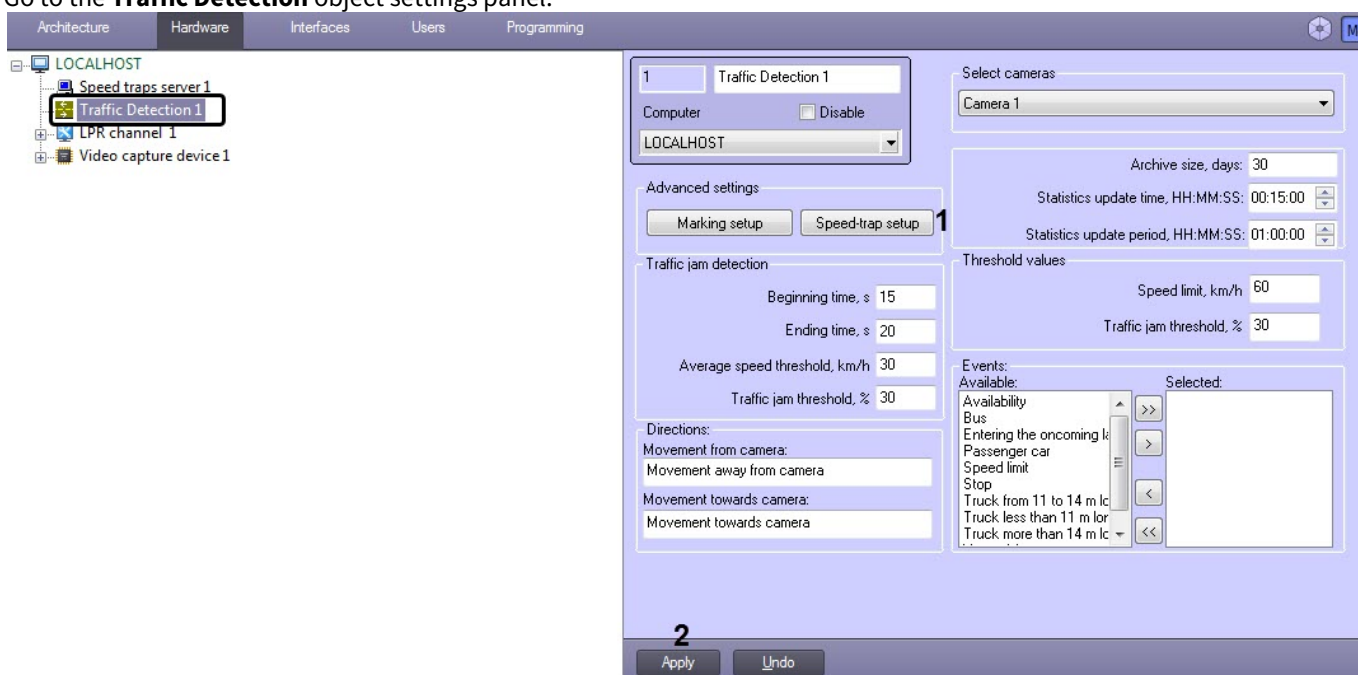 Go to the Traffic Detection object settings panel.
Architecture Hardware Interfaces Users Programming
LOCALHOST
Speed traps server 1
Traffic Detection 1
LPR channel 1
Video capture device 1
1 Traffic Detection 1
Computer Disable
LOCALHOST
Select cameras
Camera 1
Archive size, days: 30
Statistics update time, HH:MM:SS: 00:15:00
Statistics update period, HH:MM:SS: 01:00:00
Advanced settings
Marking setup Speed-trap setup 1
Traffic jam detection
Beginning time, s 15
Ending time, s 20
Average speed threshold, km/h 30
Traffic jam threshold, % 30
Threshold values
Speed limit, km/h 60
Traffic jam threshold, % 30
Directions:
Movement from camera:
Movement away from camera
Movement towards camera:
Movement towards camera
Events:
Available: Selected:
Availability
Bus
Entering the oncoming la
Passenger car
Speed limit
Stop
Truck from 11 to 14 m lo
Truck less than 11 m lon
Truck more than 14 m lo
>>
>
<
<<
2
Apply Undo